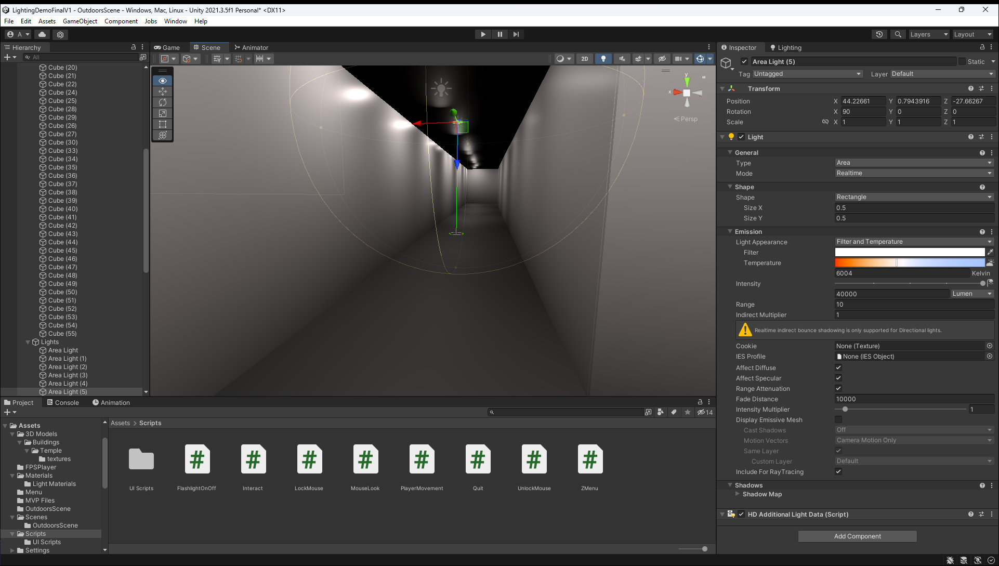 LightingDemoFinalV1 - OutdoorsScene - Windows, Mac, Linux - Unity 2021.3.5f1 Personal* <DX11>
File Edit Assets GameObject Component Jobs Window Help
A
Layers
Layout
Hierarchy
All
Cube (20)
Cube (21)
Cube (22)
Cube (24)
Cube (25)
Cube (28)
Cube (29)
Cube (26)
Cube (27)
Cube (30)
Cube (33)
Cube (34)
Cube (35)
Cube (36)
Cube (37)
Cube (38)
Cube (39)
Cube (40)
Cube (41)
Cube (42)
Cube (43)
Cube (44)
Cube (45)
Cube (46)
Cube (47)
Cube (48)
Cube (49)
Cube (50)
Cube (51)
Cube (52)
Cube (53)
Cube (54)
Cube (55)
Lights
Area Light
Area Light (1)
Area Light (2)
Area Light (3)
Area Light (4)
Area Light (5)
Game Scene Animator
2D
y
x
Persp
Inspector Lighting
Area Light (5) Static
Tag Untagged Layer Default
Transform
Position X 44.22661 Y 0.7943916 Z -27.66267
Rotation X 90 Y 0 Z 0
Scale X 1 Y 1 Z 1
Light
General
Type Area
Mode Realtime
Shape
Shape Rectangle
Size X 0.5
Size Y 0.5
Emission
Light Appearance Filter and Temperature
Filter
Temperature
6004 Kelvin
Intensity
40000 Lumen
Range 10
Indirect Multiplier 1
Realtime indirect bounce shadowing is only supported for Directional lights.
Cookie None (Texture)
IES Profile None (IES Object)
Affect Diffuse
Affect Specular
Range Attenuation
Fade Distance 10000
Intensity Multiplier 1
Display Emissive Mesh
Cast Shadows Off
Motion Vectors Camera Motion Only
Same Layer
Custom Layer Default
Include For RayTracing
Shadows
Shadow Map
HD Additional Light Data (Script)
Add Component
Project Console Animation
14
Assets
3D Models
Buildings
Temple
textures
FPSPlayer
Materials
Light Materials
Menu
MVP Files
OutdoorsScene
Scenes
OutdoorsScene
Scripts
UI Scripts
Settings
Assets > Scripts
# # # # # # # #
UI Scripts FlashlightOnOff Interact LockMouse MouseLook PlayerMovement Quit UnlockMouse ZMenu